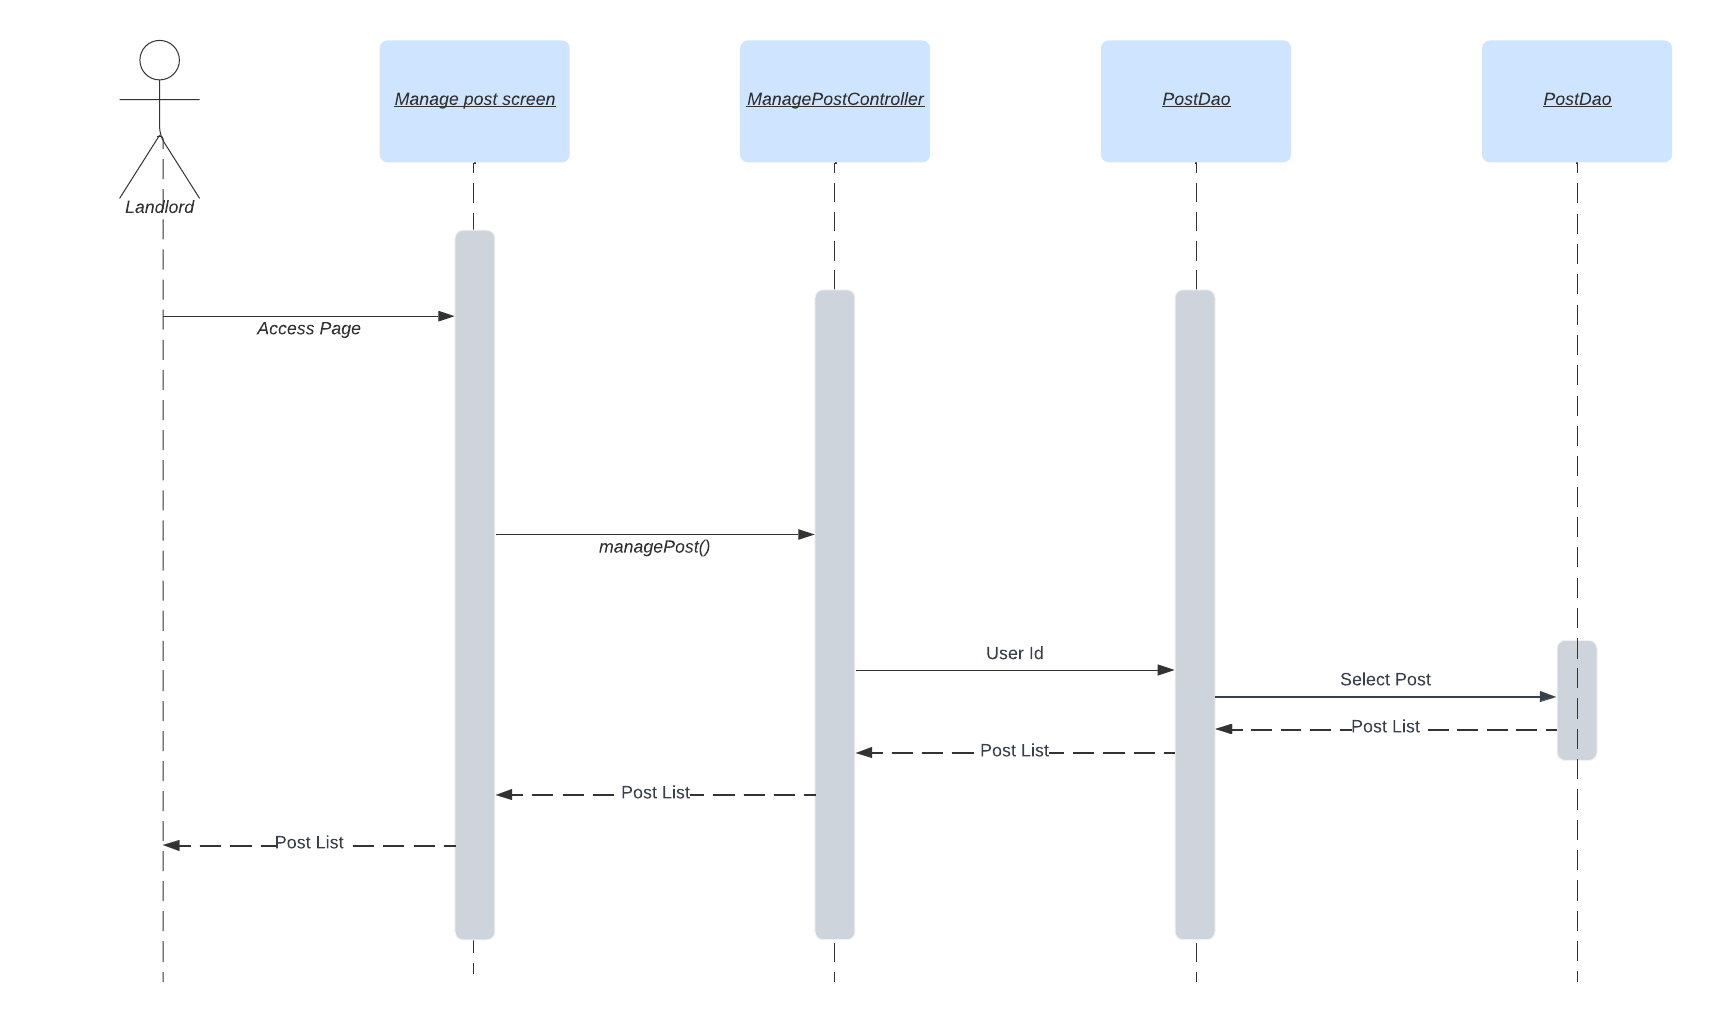 Manage post screen
ManagePostController
PostDao
PostDao
Landlord
Access Page
managePost()
User Id
Select Post
Post List
Post List
Post List
Post List